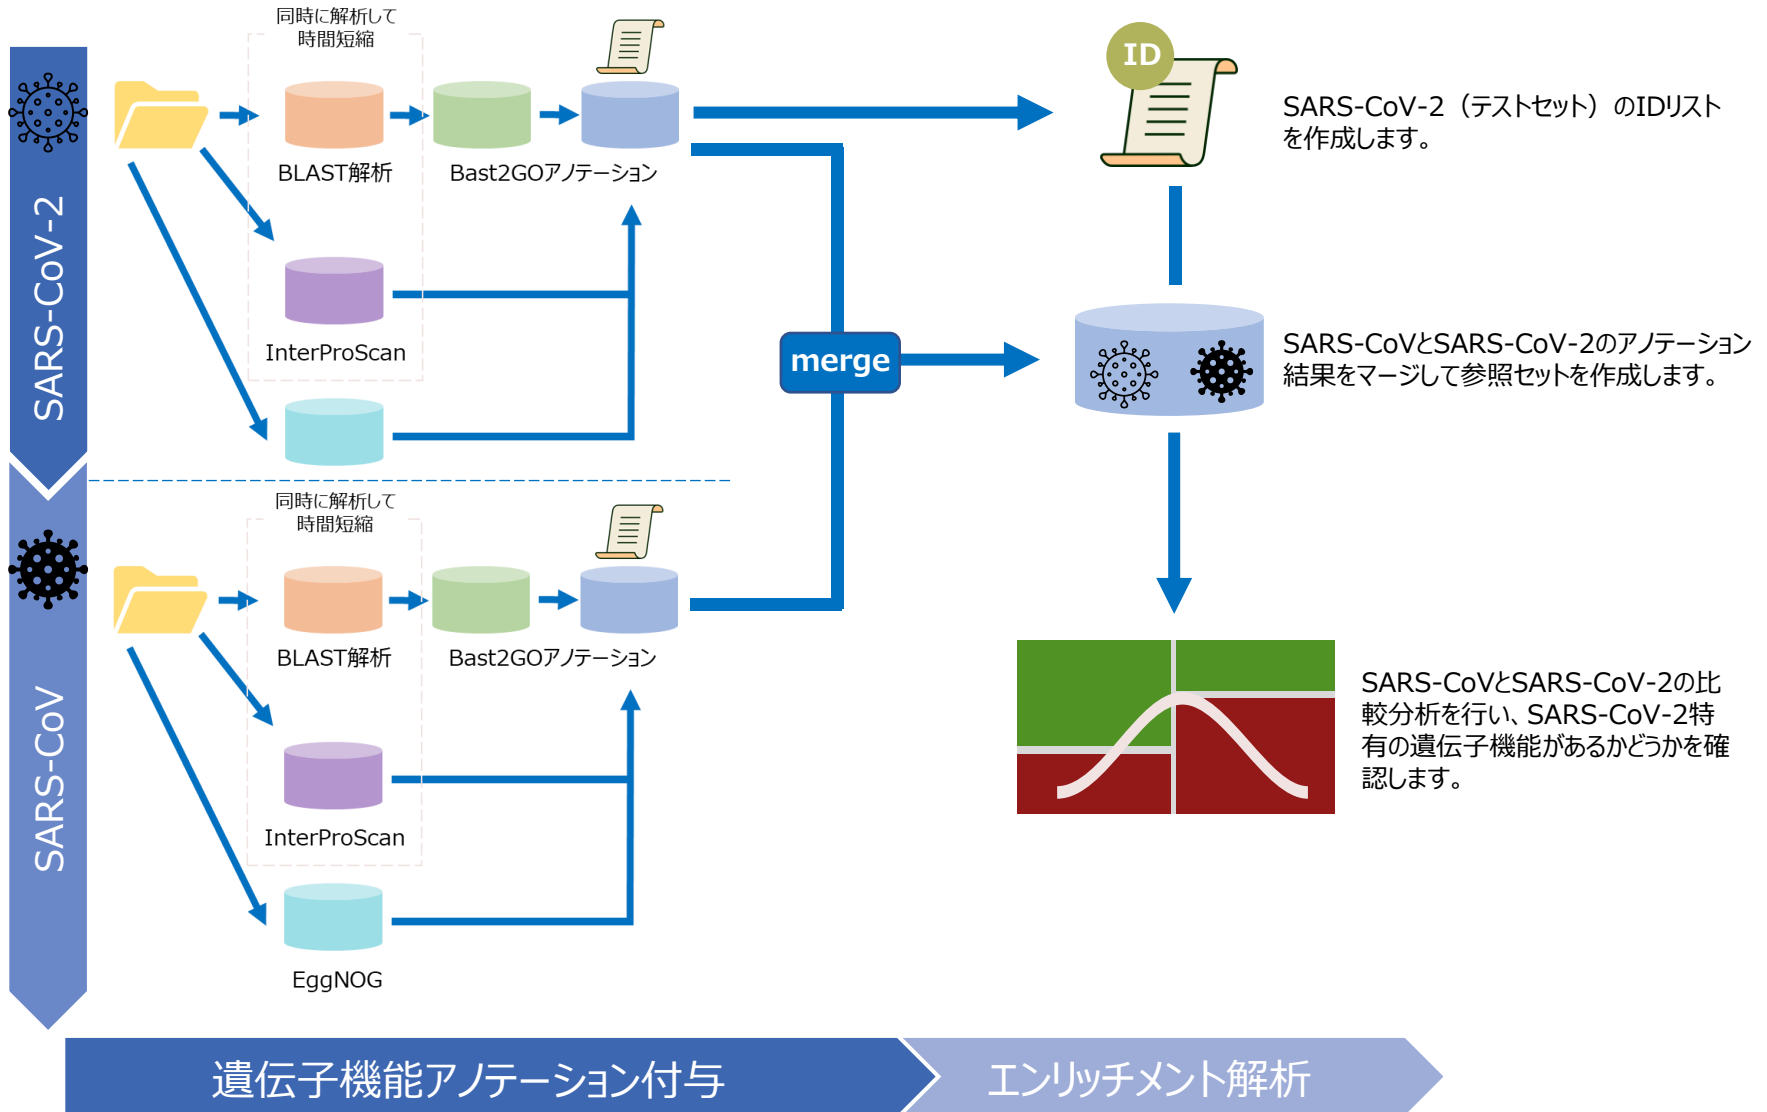 同時に解析して
時間短縮
BLAST解析
Bast2GOアノテーション
InterProScan
SARS-CoV-2
同時に解析して
時間短縮
BLAST解析
Bast2GOアノテーション
InterProScan
EggNOG
SARS-CoV
merge
ID
SARS-CoV-2（テストセット）のIDリスト
を作成します。
SARS-CoVとSARS-CoV-2のアノテーション
結果をマージして参照セットを作成します。
SARS-CoVとSARS-CoV-2の比
較分析を行い、SARS-CoV-2特
有の遺伝子機能があるかどうかを確
認します。
遺伝子機能アノテーション付与
エンリッチメント解析